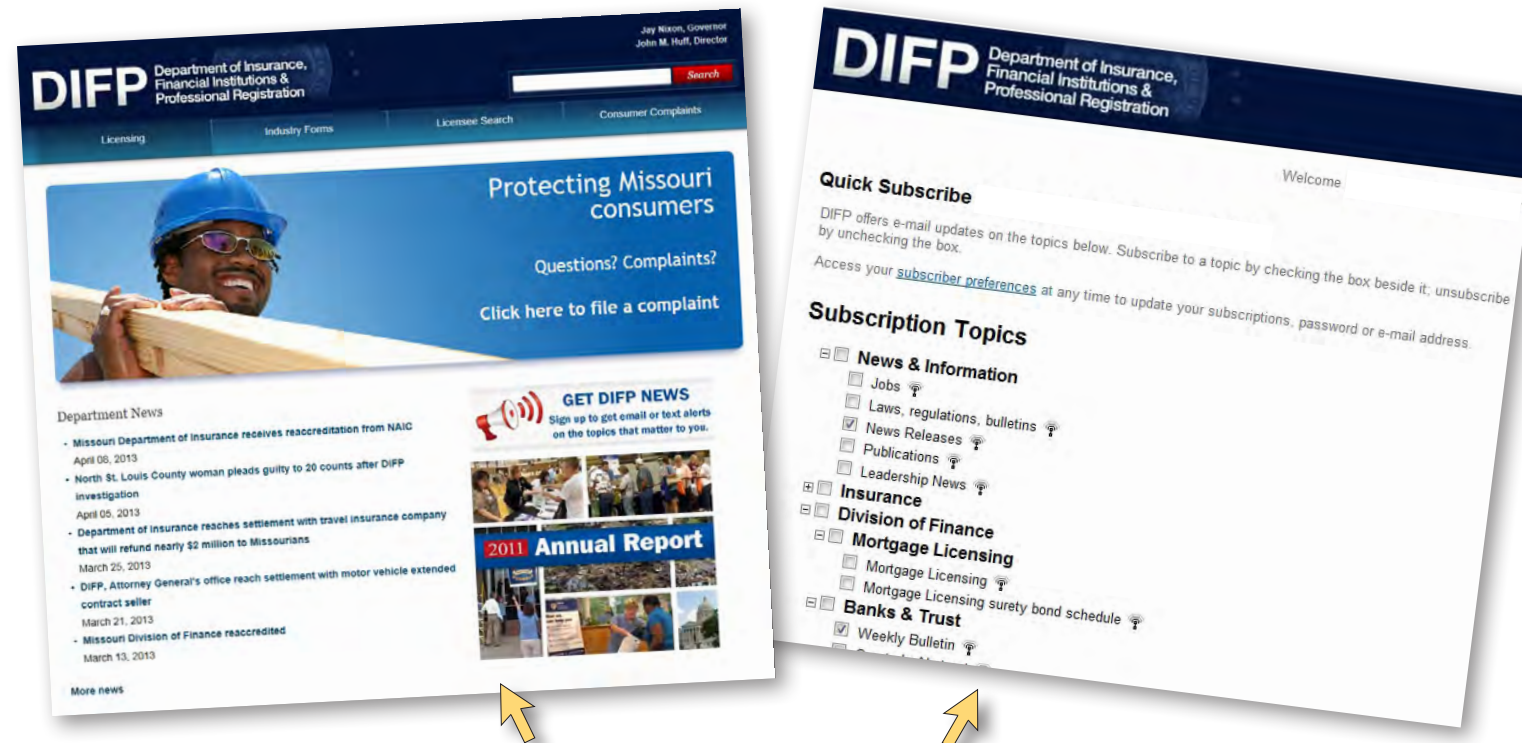 Jay Nixon, Governor
John M. Huff, Director
DIFP
Department of Insurance,
Financial Institutions &
Professional Registration
Search
Licensing
Industry Forms
Licensee Search
Consumer Complaints
Protecting Missouri
consumers
Questions? Complaints?
Click here to file a complaint
Department News
• Missouri Department of Insurance receives reaccreditation from NAIC
April 08, 2013
• North St. Louis County woman pleads guilty to 20 counts after DIFP
investigation
April 05, 2013
• Department of Insurance reaches settlement with travel insurance company
that will refund nearly $2 million to Missourians
March 25, 2013
• DIFP, Attorney General's office reach settlement with motor vehicle extended
contract seller
March 21, 2013
• Missouri Division of Finance reaccredited
March 13, 2013
More news
GET DIFP NEWS
Sign up to get email or text alerts
on the topics that matter to you.
2011 Annual Report
DIFP
Department of Insurance,
Financial Institutions &
Professional Registration
Welcome
Quick Subscribe
DIFP offers e-mail updates on the topics below. Subscribe to a topic by checking the box beside it; unsubscribe
by unchecking the box.
Access your subscriber preferences at any time to update your subscriptions, password or e-mail address.
Subscription Topics
News & Information
Jobs
Laws, regulations, bulletins
News Releases
Publications
Leadership News
Insurance
Division of Finance
Mortgage Licensing
Mortgage Licensing
Mortgage Licensing surety bond schedule
Banks & Trust
Weekly Bulletin